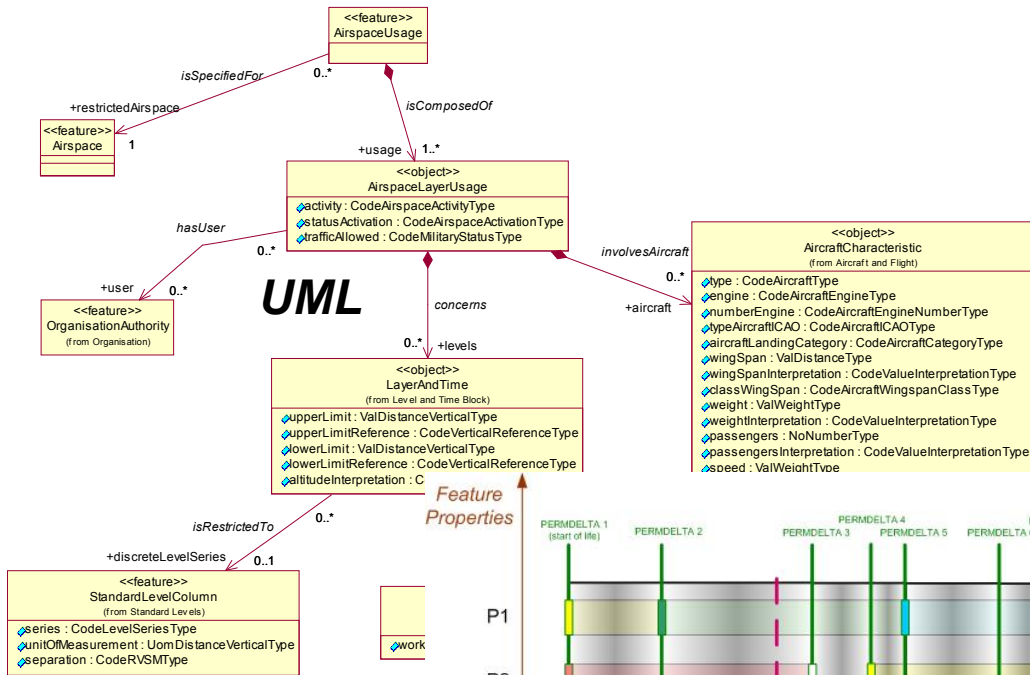 <<feature>>
AirspaceUsage
isSpecifiedFor
0..*
isComposedOf
+restrictedAirspace
<<feature>>
Airspace
1
+usage
1..*
<<object>>
AirspaceLayerUsage
activity : CodeAirspaceActivityType
statusActivation : CodeAirspaceActivationType
trafficAllowed : CodeMilitaryStatusType
hasUser
0..*
+user
0..*
<<feature>>
OrganisationAuthority
(from Organisation)
UML
concerns
0..*
+levels
involvesAircraft
0..*
+aircraft
<<object>>
AircraftCharacteristic
(from Aircraft and Flight)
type : CodeAircraftType
engine : CodeAircraftEngineType
numberEngine : CodeAircraftEngineNumberType
typeAircraftICAO : CodeAircraftICAOType
aircraftLandingCategory : CodeAircraftCategoryType
wingSpan : ValDistanceType
wingSpanInterpretation : CodeValueInterpretationType
classWingSpan : CodeAircraftWingspanClassType
weight : ValWeightType
weightInterpretation : CodeValueInterpretationType
passengers : NoNumberType
passengersInterpretation : CodeValueInterpretationType
speed : ValWeightType
<<object>>
LayerAndTime
(from Level and Time Block)
upperLimit : ValDistanceVerticalType
upperLimitReference : CodeVerticalReferenceType
lowerLimit : ValDistanceVerticalType
lowerLimitReference : CodeVerticalReferenceType
altitudeInterpretation : C
isRestrictedTo
0..*
+discreteLevelSeries
0..1
<<feature>>
StandardLevelColumn
(from Standard Levels)
series : CodeLevelSeriesType
unitOfMeasurement : UomDistanceVerticalType
separation : CodeRVSMType
work
Feature
Properties
PERMDELTA 1
(start of life)
PERMDELTA 2
PERMDELTA 3
PERMDELTA 4
PERMDELTA 5
PERMDELTA
P1